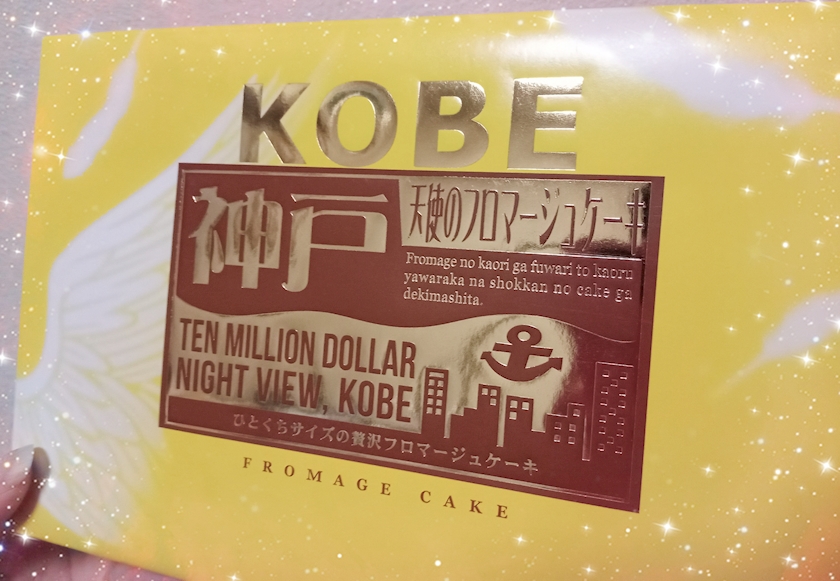 KOBE
神戸
天使のフロマージュケーキ
Fromage no kaori ga fuwari to kaoru
yawaraka na shokkan no cake ga
dekimashita.
TEN MILLION DOLLAR
NIGHT VIEW, KOBE
ひとくちサイズの贅沢フロマージュケーキ
FROMAGE CAKE